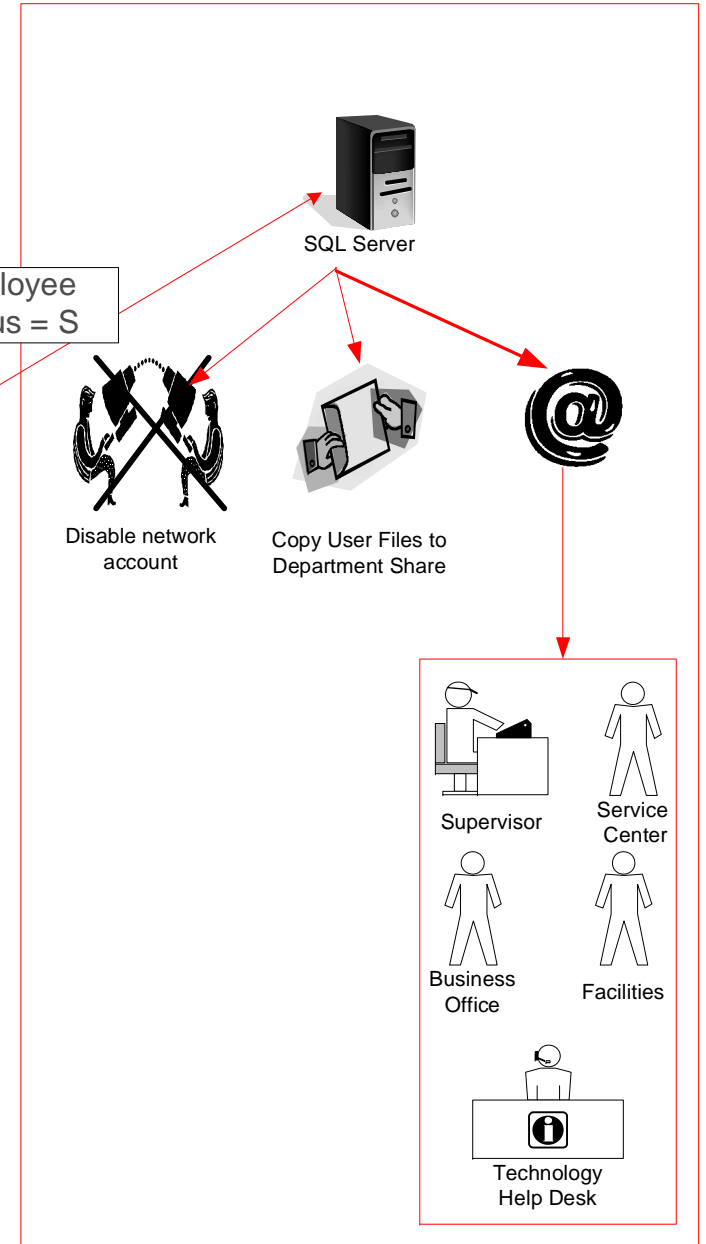 SQL Server
loyee
us = S
Disable network
account
Copy User Files to
Department Share
@
Supervisor
Service
Center
Business
Office
Facilities
i
Technology
Help Desk